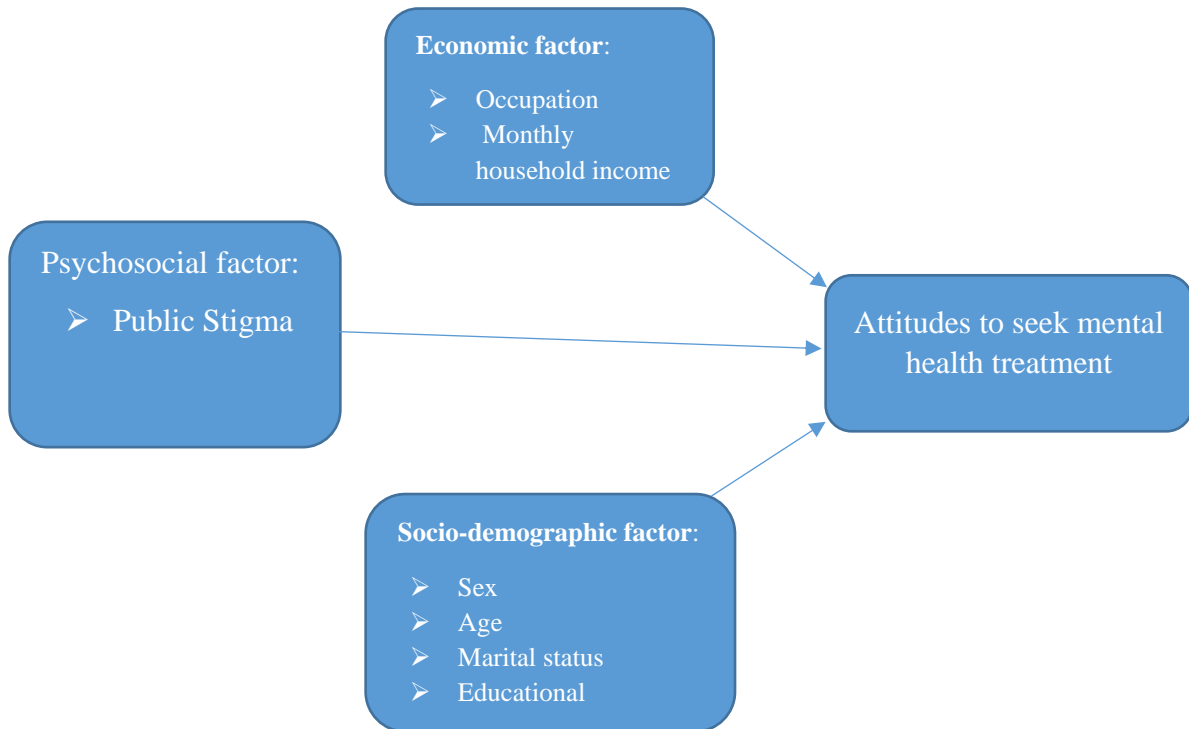 Economic factor:
➢ Occupation
➢ Monthly
household income
Psychosocial factor:
➢ Public Stigma
Attitudes to seek mental
health treatment
Socio-demographic factor:
➢ Sex
➢ Age
➢ Marital status
➢ Educational